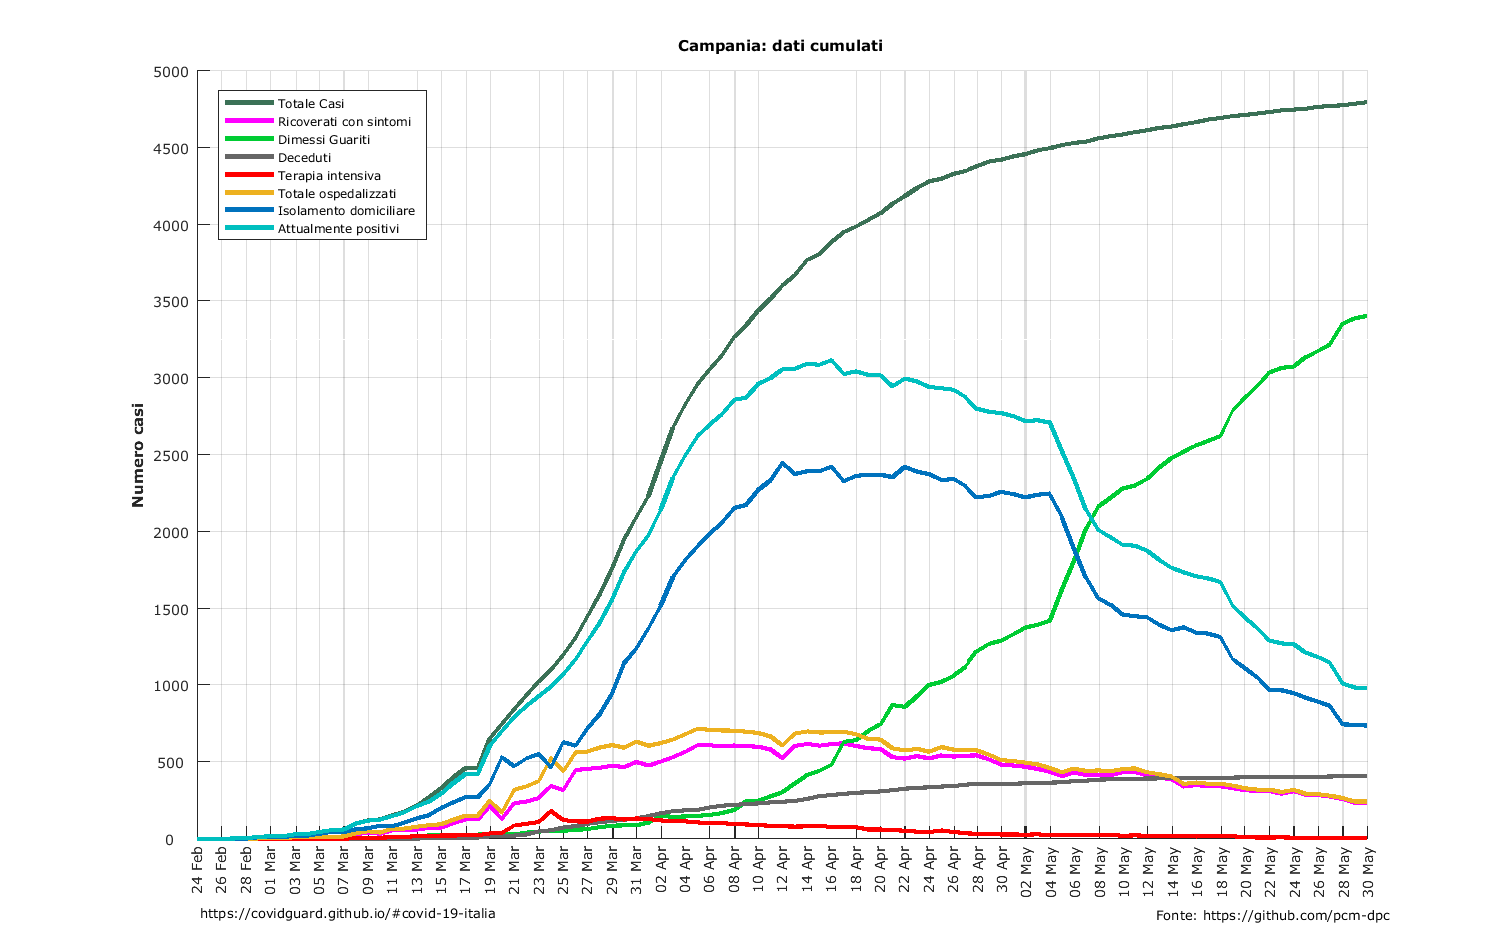 Campania: dati cumulati
5000
4500
4000
3500
3000
2500
2000
1500
1000
500
0
Numero casi
Totale Casi
Ricoverati con sintomi
Dimessi Guariti
Deceduti
Terapia intensiva
Totale ospedalizzati
Isolamento domiciliare
Attualmente positivi
24 Feb
26 Feb
28 Feb
01 Mar
03 Mar
05 Mar
07 Mar
09 Mar
11 Mar
13 Mar
15 Mar
17 Mar
19 Mar
21 Mar
23 Mar
25 Mar
27 Mar
29 Mar
31 Mar
02 Apr
04 Apr
06 Apr
08 Apr
10 Apr
12 Apr
14 Apr
16 Apr
18 Apr
20 Apr
22 Apr
24 Apr
26 Apr
28 Apr
30 Apr
02 May
04 May
06 May
08 May
10 May
12 May
14 May
16 May
18 May
20 May
22 May
24 May
26 May
28 May
30 May
https://covidguard.github.io/#covid-19-italia
Fonte: https://github.com/pcm-dpc